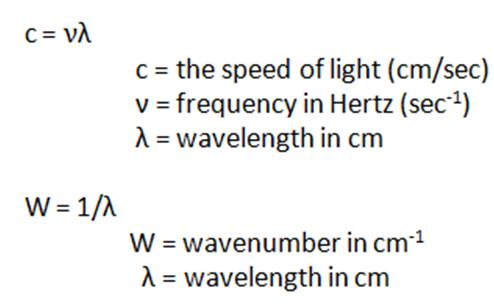 c = νλ
c = the speed of light (cm/sec)
ν = frequency in Hertz (sec⁻¹)
λ = wavelength in cm
W = 1/λ
W = wavenumber in cm⁻¹
λ = wavelength in cm